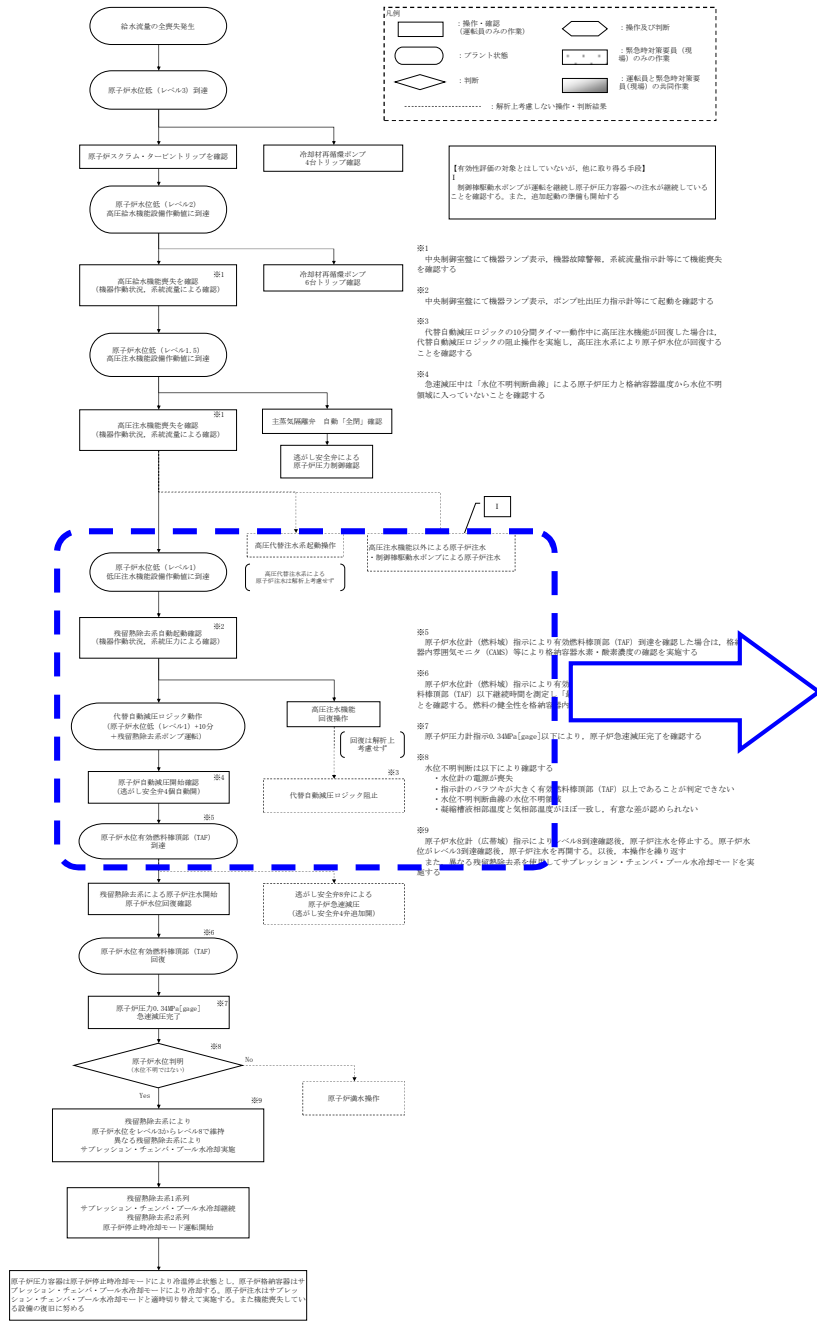 給水流量の全喪失発生
凡例
：操作・確認
（運転員のみの作業）
：操作及び判断
：プラント状態
：緊急時対策要員（現
場）のみの作業
：判断
：運転員と緊急時対策要
員（現場）の共同作業
：解析上考慮しない操作・判断結果
原子炉水位低（レベル3）到達
原子炉スクラム・タービントリップを確認
冷却材再循環ポンプ
4台トリップ確認
【有効性評価の対象とはしていないが，他に取り得る手段】
I
制御棒駆動水ポンプが運転を継続し原子炉圧力容器への注水が継続している
ことを確認する。また，追加起動の準備も開始する
原子炉水位低（レベル2）
高圧給水機能設備作動値に到達
※1
高圧給水機能喪失を確認
（機器作動状況，系統流量による確認）
冷却材再循環ポンプ
6台トリップ確認
※1
中央制御室盤にて機器ランプ表示，機器故障警報，系統流量指示計等にて機能喪失
を確認する
※2
中央制御室盤にて機器ランプ表示，ポンプ吐出圧力指示計等にて起動を確認する
※3
代替自動減圧ロジックの10分間タイマー動作中に高圧注水機能が回復した場合は，
代替自動減圧ロジックの阻止操作を実施し，高圧注水系により原子炉水位が回復する
ことを確認する
※4
急速減圧中は「水位不明判断曲線」による原子炉圧力と格納容器温度から水位不明
領域に入っていないことを確認する
原子炉水位低（レベル1.5）
高圧注水機能設備作動値に到達
※1
高圧注水機能喪失を確認
（機器作動状況，系統流量による確認）
主蒸気隔離弁　自動「全閉」確認
逃がし安全弁による
原子炉圧力制御確認
I
高圧代替注水系起動操作
高圧注水機能以外による原子炉注水
・制御棒駆動水ポンプによる原子炉注水
高圧代替注水系による
原子炉注水は解析上考慮せず
原子炉水位低（レベル1）
低圧注水機能設備作動値に到達
※2
残留熱除去系自動起動確認
（機器作動状況，系統圧力による確認）
※5
原子炉水位計（燃料域）指示により有効燃料棒頂部（TAF）到達を確認した場合は，格納
器内雰囲気モニタ（CAMS）等により格納容器水素・酸素濃度の確認を実施する
※6
原子炉水位計（燃料域）指示により有効
料棒頂部（TAF）以下継続時間を測定し「最
とを確認する。燃料の健全性を格納容器内
代替自動減圧ロジック動作
（原子炉水位低（レベル1）+10分
+残留熱除去系ポンプ運転）
高圧注水機能
回復操作
回復は解析上
考慮せず
※7
原子炉圧力計指示0.34MPa[gage]以下により，原子炉急速減圧完了を確認する
※4
原子炉自動減圧開始確認
（逃がし安全弁4個自動開）
※3
代替自動減圧ロジック阻止
※8
水位不明判断は以下により確認する
・水位計の電源が喪失
・指示計のバラツキが大きく有効燃料棒頂部（TAF）以上であることが判定できない
・水位不明判断曲線の水位不明領域
・凝縮槽液相部温度と気相部温度がほぼ一致し，有意な差が認められない
※5
原子炉水位有効燃料棒頂部（TAF）
到達
※9
原子炉水位計（広帯域）指示によりレベル8到達確認後，原子炉注水を停止する。原子炉水
位がレベル3到達確認後，原子炉注水を再開する。以後，本操作を繰り返す
また，異なる残留熱除去系を使用してサプレッション・チェンバ・プール水冷却モードを実
施する
残留熱除去系による原子炉注水開始
原子炉水位回復確認
逃がし安全弁8弁による
原子炉急速減圧
（逃がし安全弁4弁追加開）
※6
原子炉水位有効燃料棒頂部（TAF）
回復
※7
原子炉圧力0.34MPa[gage]
急速減圧完了
※8
原子炉水位判明
（水位不明ではない）
No
Yes
原子炉満水操作
※9
残留熱除去系により
原子炉水位をレベル3からレベル8で維持
異なる残留熱除去系により
サプレッション・チェンバ・プール水冷却実施
残留熱除去系1系列
サプレッション・チェンバ・プール水冷却継続
残留熱除去系2系列
原子炉停止時冷却モード運転開始
原子炉圧力容器は原子炉停止時冷却モードにより冷温停止状態とし，原子炉格納容器はサ
プレッション・チェンバ・プール水冷却モードにより冷却する。原子炉注水はサプレッ
ション・チェンバ・プール水冷却モードと適時切り替えて実施する。また機能喪失してい
る設備の復旧に努める